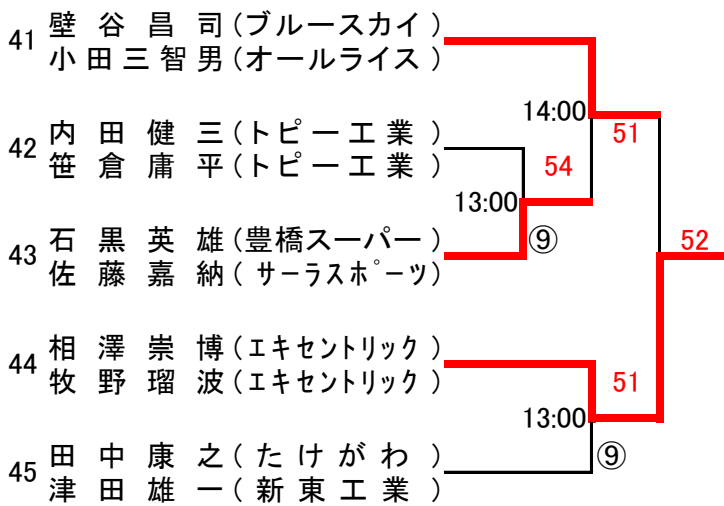 41
壁谷昌司(ブルースカイ)
小田三智男(オールライス)
14:00
51
42
内田健三(トピー工業)
笹倉庸平(トピー工業)
54
13:00
⑨
43
石黒英雄(豊橋スーパー)
佐藤嘉納(サーラスポーツ)
52
44
相澤崇博(エキセントリック)
牧野瑠波(エキセントリック)
51
13:00
⑨
45
田中康之(たけがわ)
津田雄一(新東工業)